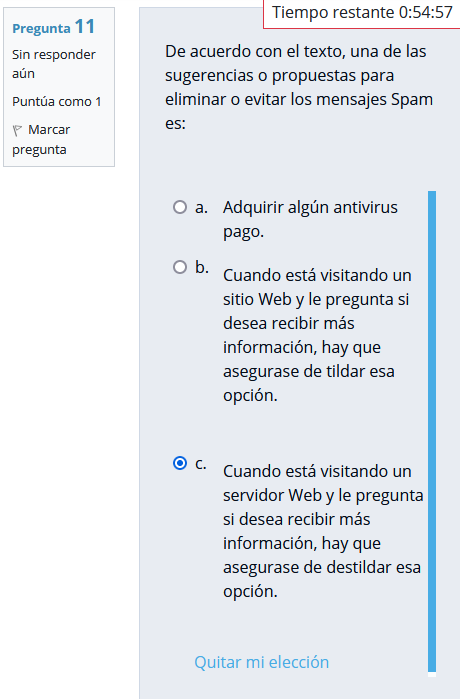 Tiempo restante 0:54:57
Pregunta 11
Sin responder
aún
Puntúa como 1
Marcar
pregunta
De acuerdo con el texto, una de las
sugerencias o propuestas para
eliminar o evitar los mensajes Spam
es:
a. Adquirir algún antivirus
pago.
b. Cuando está visitando un
sitio Web y le pregunta si
desea recibir más
información, hay que
asegurase de tildar esa
opción.
c. Cuando está visitando un
servidor Web y le pregunta
si desea recibir más
información, hay que
asegurase de destildar esa
opción.
Quitar mi elección